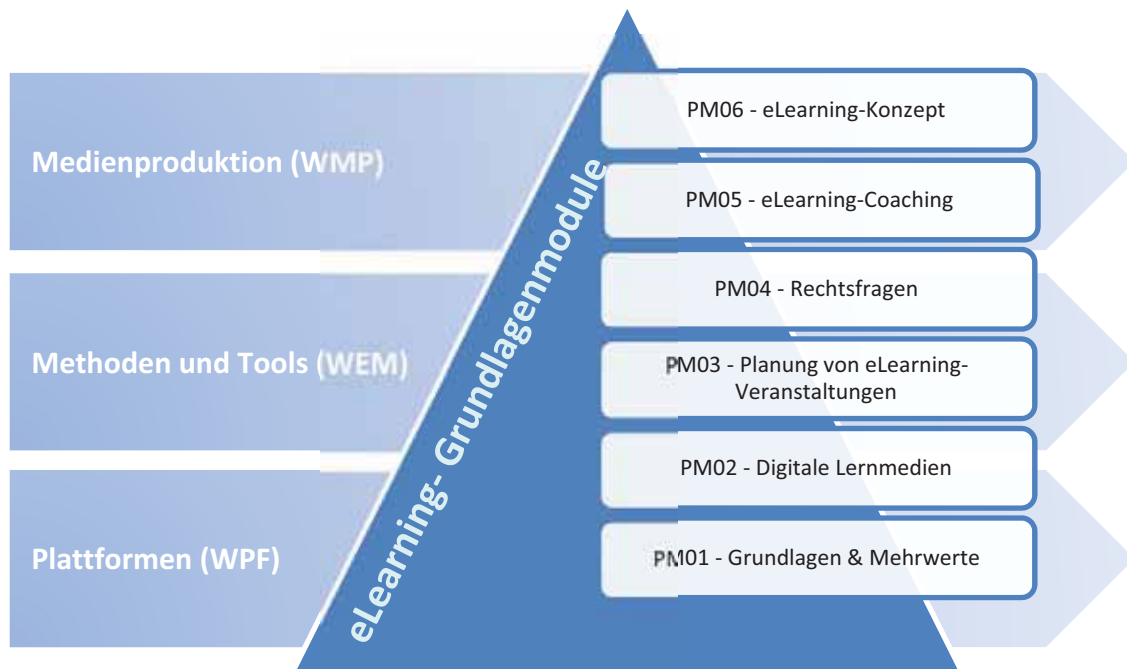 Medienproduktion (WMP)
Methoden und Tools (WEM)
Plattformen (WPF)
eLearning- Grundlagenmodule
PM06 - eLearning-Konzept
PM05 - eLearning-Coaching
PM04 - Rechtsfragen
PM03 - Planung von eLearning-
Veranstaltungen
PM02 - Digitale Lernmedien
PM01 - Grundlagen & Mehrwerte